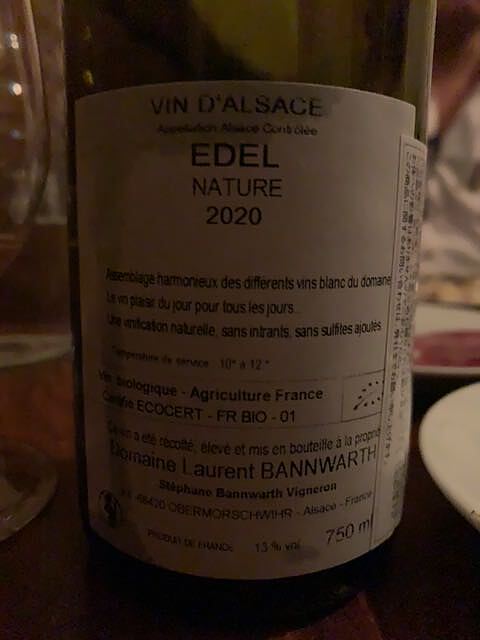 VIN D'ALSACE
Appellation Alsace Contrôlée
EDEL
NATURE
2020
Assemblage harmonieux des différents vins blanc du domaine
Le vin plaisir du jour pour tous les jours..
Une vinification naturelle, sans intrants, sans sulfites ajoutés
Température de service : 10° à 12 °
Vin biologique - Agriculture France
Certifié ECOCERT - FR BIO - 01
Ce vin a été récolté, élevé et mis en bouteille à la propriété
Domaine Laurent BANNWARTH
Stéphane Bannwarth Vigneron
68420 OBERMORSCHWIHR - Alsace - France
PRODUIT DE FRANCE 13 % vol 750 ml